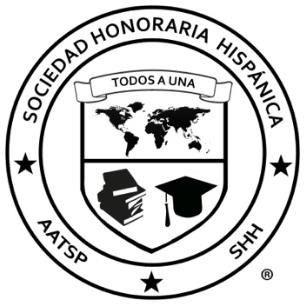 SOCIEDAD HONORARIA HISPÁNICA
TODOS A UNA
AATSP
SHH
®